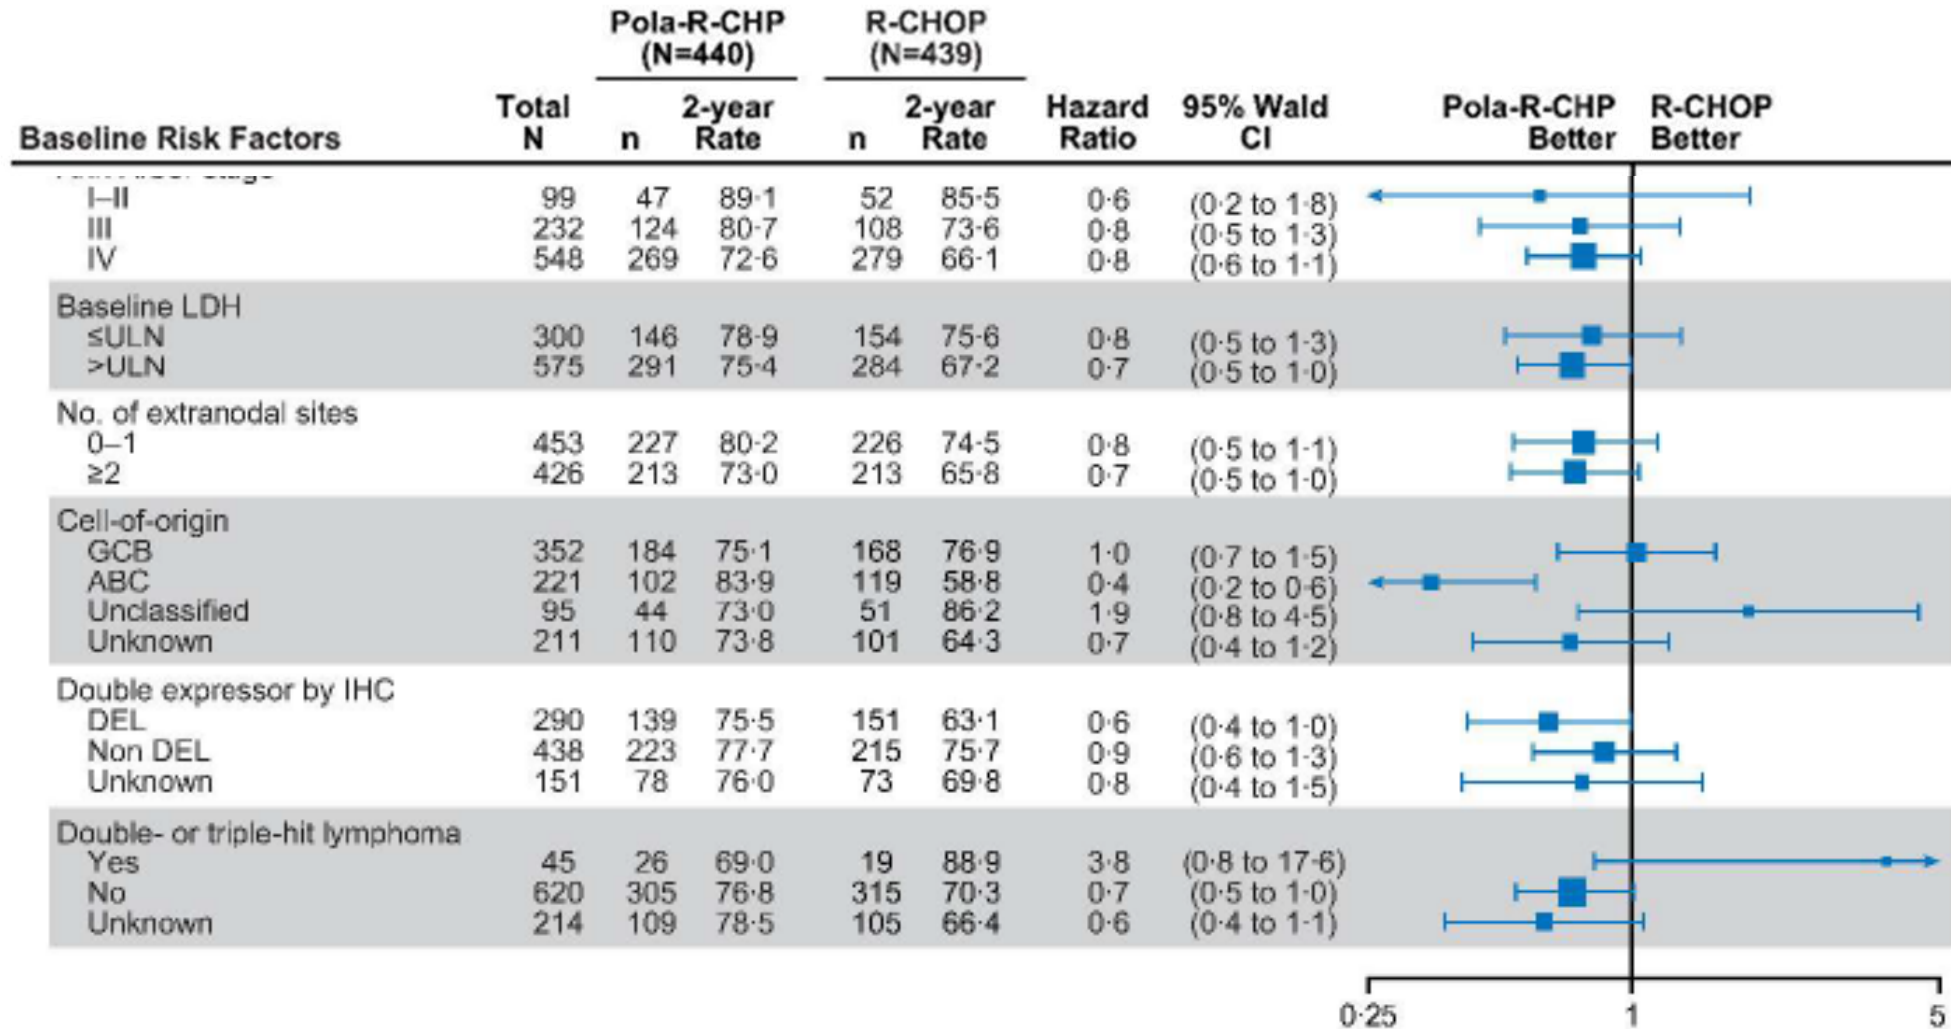 Pola-R-CHP R-CHOP
(N=440) (N=439)
Total 2-year 2-year Hazard 95% Wald Pola-R-CHP R-CHOP
Baseline Risk Factors N n Rate n Rate Ratio CI Better Better
I–II 99 47 89·1 52 85·5 0·6 (0·2 to 1·8)
III 232 124 80·7 108 73·6 0·8 (0·5 to 1·3)
IV 548 269 72·6 279 66·1 0·8 (0·6 to 1·1)
Baseline LDH
≤ULN 300 146 78·9 154 75·6 0·8 (0·5 to 1·3)
>ULN 575 291 75·4 284 67·2 0·7 (0·5 to 1·0)
No. of extranodal sites
0–1 453 227 80·2 226 74·5 0·8 (0·5 to 1·1)
≥2 426 213 73·0 213 65·8 0·7 (0·5 to 1·0)
Cell-of-origin
GCB 352 184 75·1 168 76·9 1·0 (0·7 to 1·5)
ABC 221 102 83·9 119 58·8 0·4 (0·2 to 0·6)
Unclassified 95 44 73·0 51 86·2 1·9 (0·8 to 4·5)
Unknown 211 110 73·8 101 64·3 0·7 (0·4 to 1·2)
Double expressor by IHC
DEL 290 139 75·5 151 63·1 0·6 (0·4 to 1·0)
Non DEL 438 223 77·7 215 75·7 0·9 (0·6 to 1·3)
Unknown 151 78 76·0 73 69·8 0·8 (0·4 to 1·5)
Double- or triple-hit lymphoma
Yes 45 26 69·0 19 88·9 3·8 (0·8 to 17·6)
No 620 305 76·8 315 70·3 0·7 (0·5 to 1·0)
Unknown 214 109 78·5 105 66·4 0·6 (0·4 to 1·1)
0·25 1 5